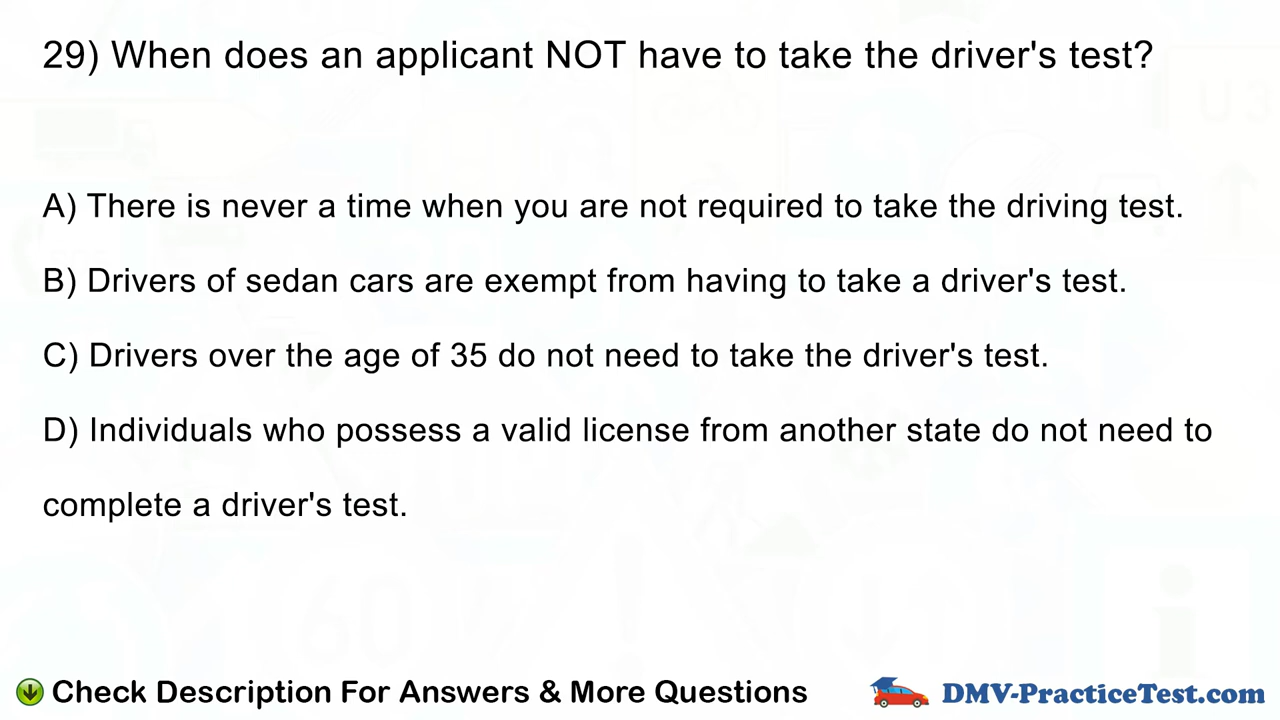 29) When does an applicant NOT have to take the driver's test?
A) There is never a time when you are not required to take the driving test.
B) Drivers of sedan cars are exempt from having to take a driver's test.
C) Drivers over the age of 35 do not need to take the driver's test.
D) Individuals who possess a valid license from another state do not need to
complete a driver's test.
Check Description For Answers & More Questions
DMV-PracticeTest.com